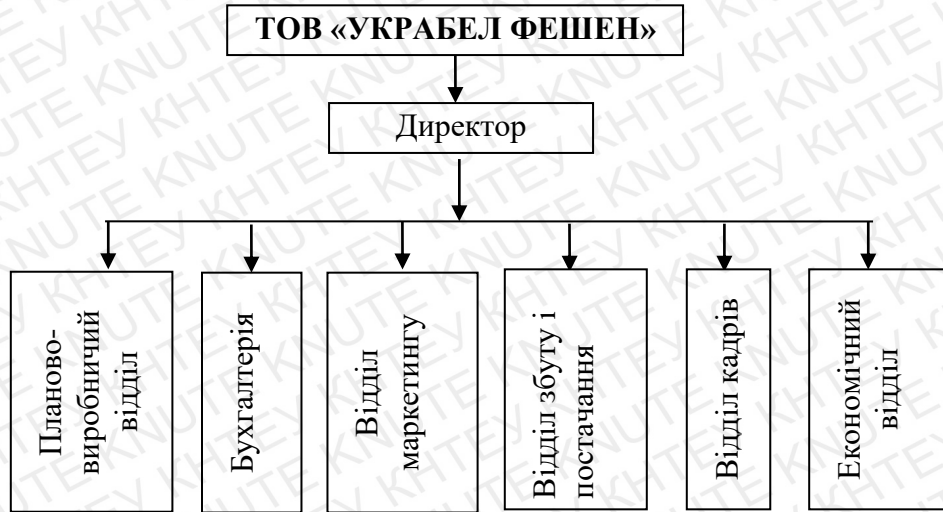 ТОВ «УКРАБЕЛ ФЕШЕН»
Директор
Планово-
виробничий
відділ
Бухгалтерія
Відділ
маркетингу
Відділ збуту і
постачання
Відділ кадрів
Економічний
відділ